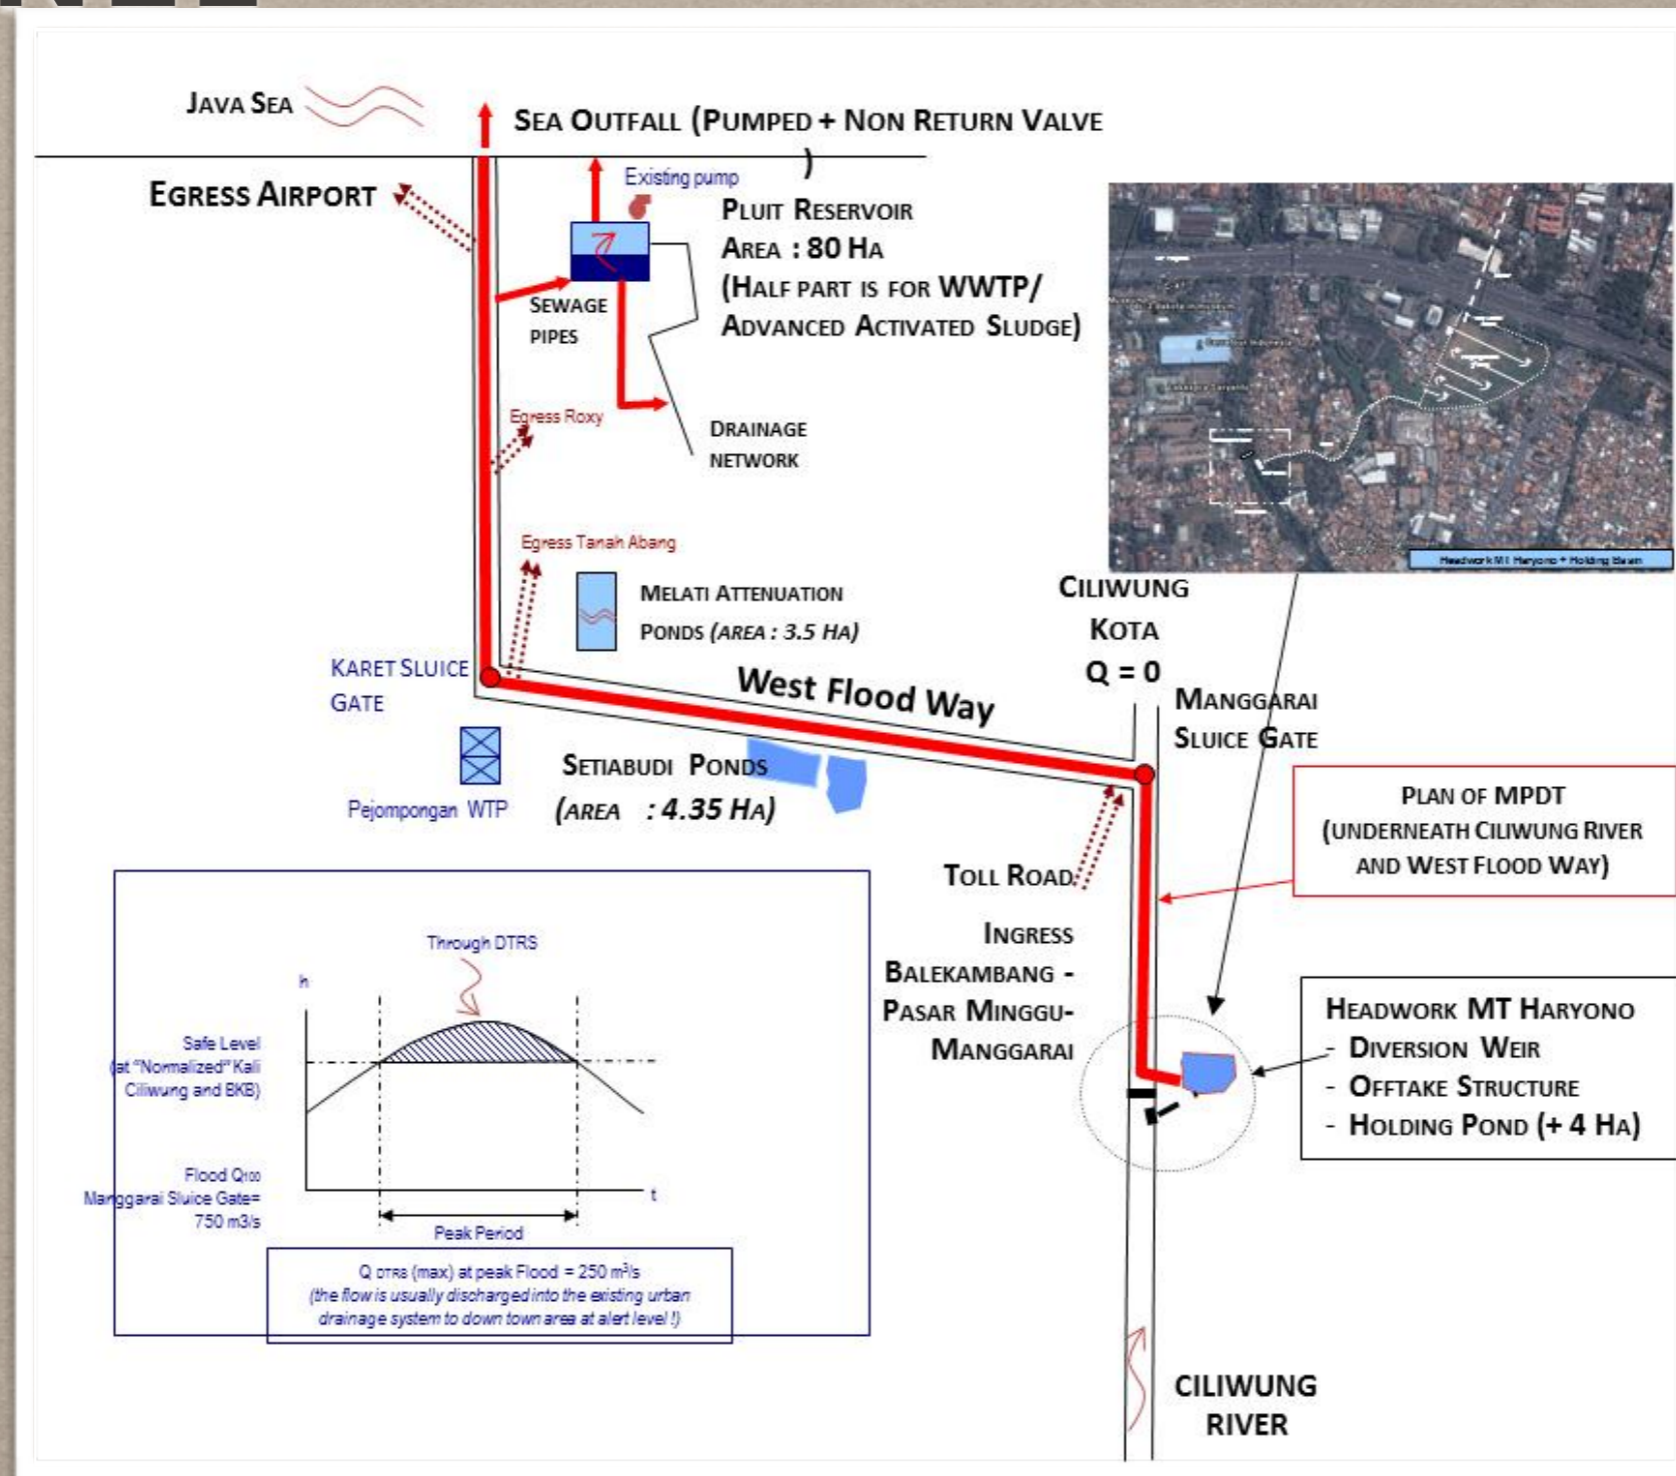 JAVA SEA
SEA OUTFALL (PUMPED + NON RETURN VALVE
)
EGRESS AIRPORT
Existing pump
PLUIT RESERVOIR
AREA : 80 HA
(HALF PART IS FOR WWTP/
ADVANCED ACTIVATED SLUDGE)
SEWAGE
PIPES
Egress Roxy
DRAINAGE
NETWORK
Egress Tanah Abang
MELATI ATTENUATION
PONDS (AREA : 3.5 HA)
Headwork MT Haryono + Holding Basin
CILIWUNG
KOTA
Q = 0
KARET SLUICE
GATE
West Flood Way
MANGGARAI
SLUICE GATE
SETIABUDI PONDS
(AREA : 4.35 HA)
Pejompongan WTP
PLAN OF MPDT
(UNDERNEATH CILIWUNG RIVER
AND WEST FLOOD WAY)
TOLL ROAD
INGRESS
BALEKAMBANG -
PASAR MINGGU-
MANGGARAI
HEADWORK MT HARYONO
- DIVERSION WEIR
- OFFTAKE STRUCTURE
- HOLDING POND (+ 4 HA)
Through DTRS
h
Safe Level
(at "Normalized" Kali
Ciliwung and BKB)
Flood Q100
Manggarai Sluice Gate=
750 m3/s
t
Peak Period
Q DTRS (max) at peak Flood = 250 m³/s
(the flow is usually discharged into the existing urban
drainage system to down town area at alert level !)
CILIWUNG
RIVER